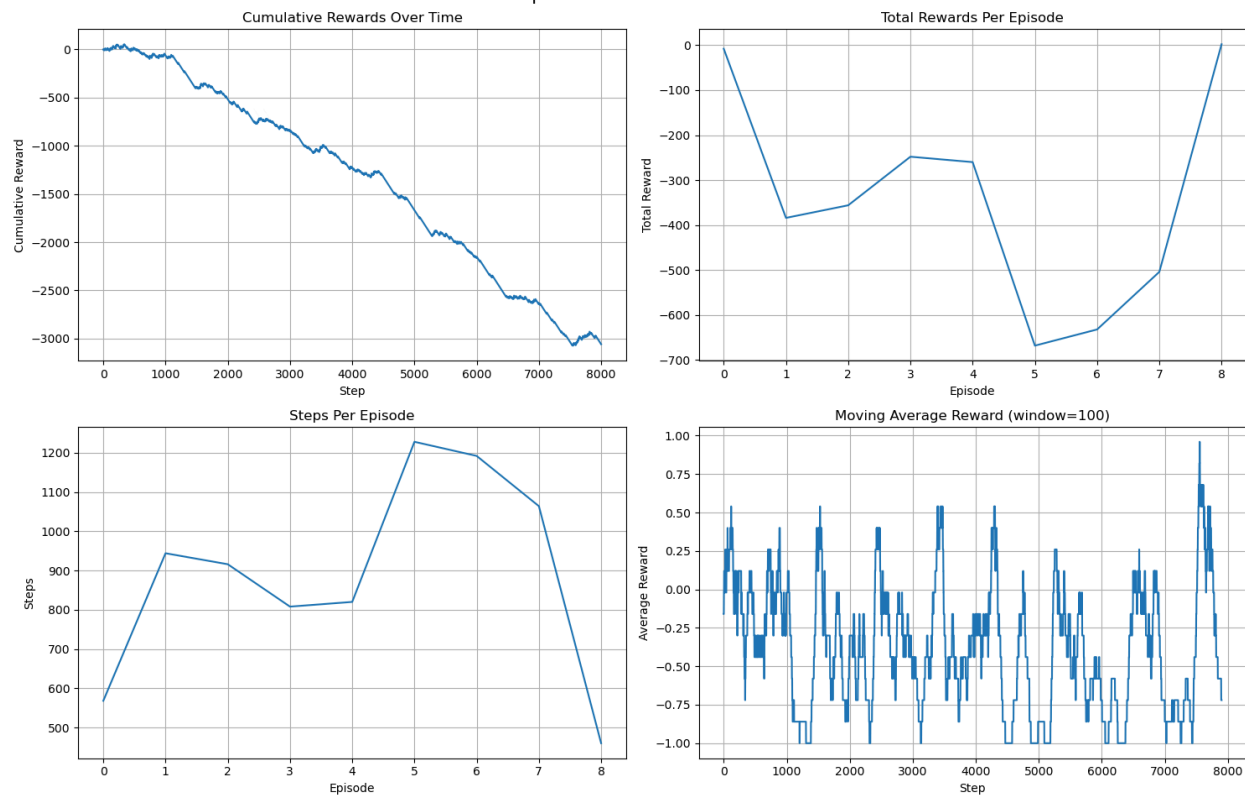 Cumulative Rewards Over Time
0
−500
−1000
−1500
−2000
−2500
−3000
Cumulative Reward
0 1000 2000 3000 4000 5000 6000 7000 8000
Step
Total Rewards Per Episode
0
−100
−200
−300
−400
−500
−600
−700
Total Reward
0 1 2 3 4 5 6 7 8
Episode
Steps Per Episode
1200
1100
1000
900
800
700
600
500
Steps
0 1 2 3 4 5 6 7 8
Episode
Moving Average Reward (window=100)
1.00
0.75
0.50
0.25
0.00
−0.25
−0.50
−0.75
−1.00
Average Reward
0 1000 2000 3000 4000 5000 6000 7000 8000
Step